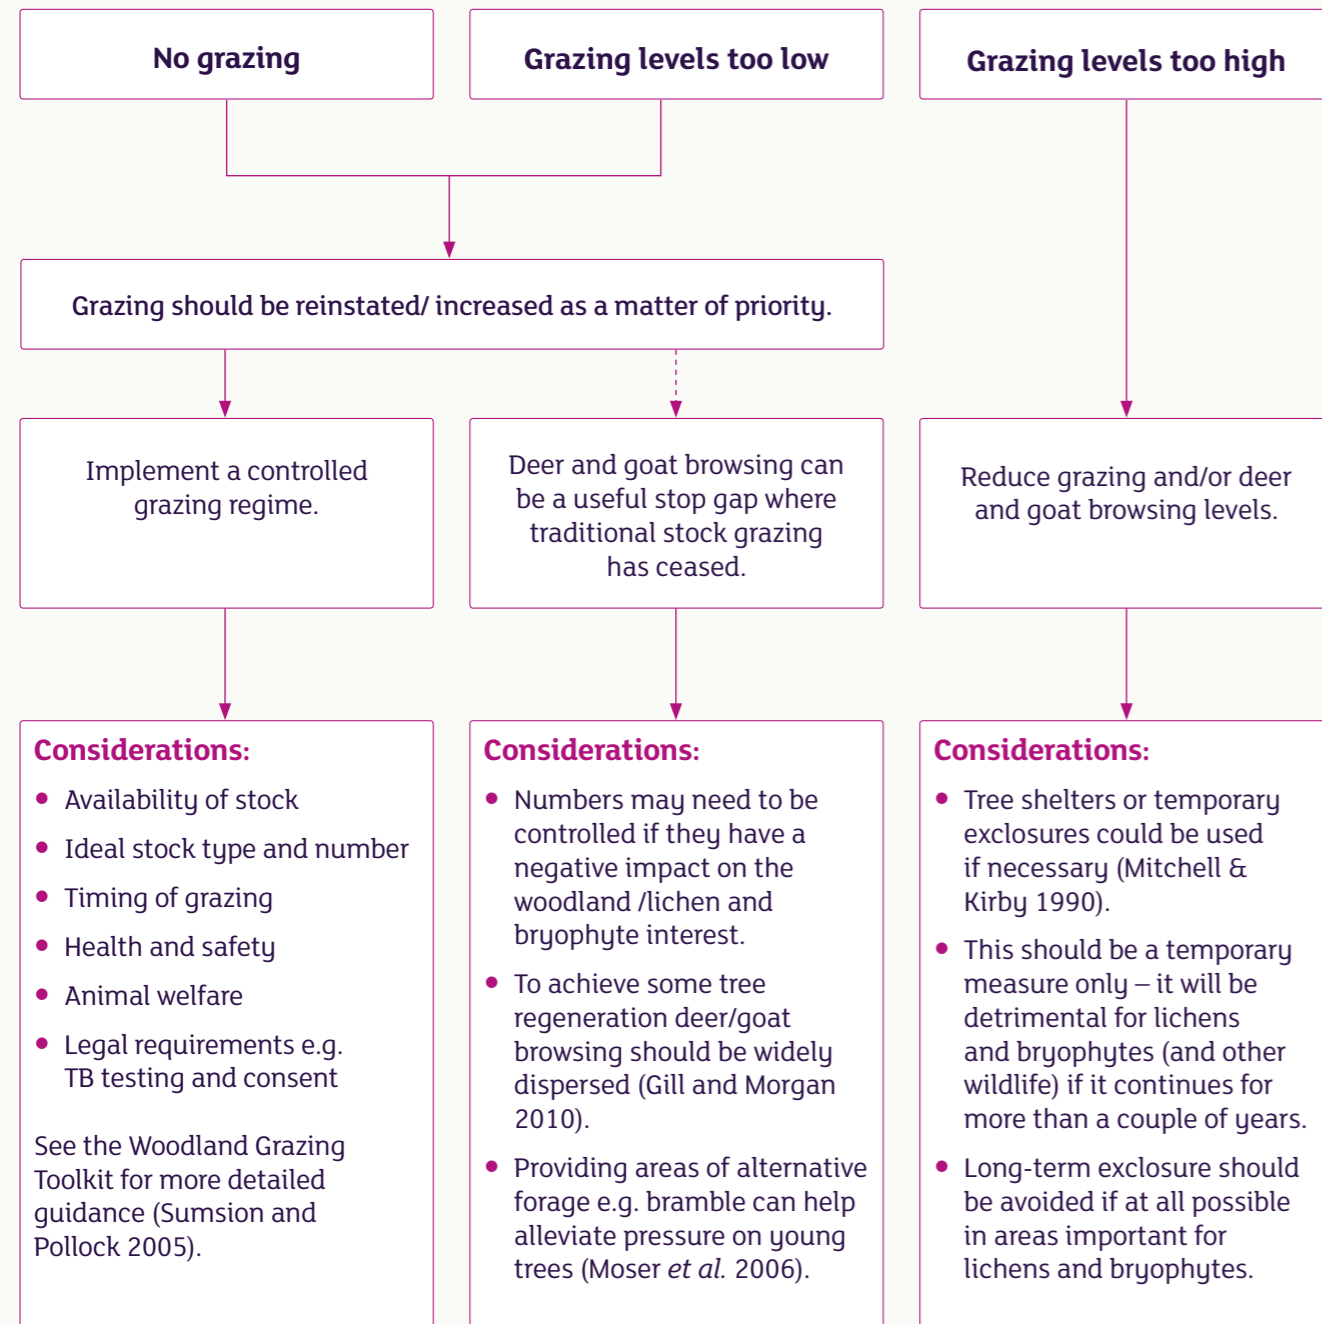 No grazing
Grazing levels too low
Grazing levels too high
Grazing should be reinstated/ increased as a matter of priority.
Implement a controlled
grazing regime.
Deer and goat browsing can
be a useful stop gap where
traditional stock grazing
has ceased.
Reduce grazing and/or deer
and goat browsing levels.
Considerations:
• Availability of stock
• Ideal stock type and number
• Timing of grazing
• Health and safety
• Animal welfare
• Legal requirements e.g.
TB testing and consent
See the Woodland Grazing
Toolkit for more detailed
guidance (Sumsion and
Pollock 2005).
Considerations:
• Numbers may need to be
controlled if they have a
negative impact on the
woodland /lichen and
bryophyte interest.
• To achieve some tree
regeneration deer/goat
browsing should be widely
dispersed (Gill and Morgan
2010).
• Providing areas of alternative
forage e.g. bramble can help
alleviate pressure on young
trees (Moser et al. 2006).
Considerations:
• Tree shelters or temporary
exclosures could be used
if necessary (Mitchell &
Kirby 1990).
• This should be a temporary
measure only – it will be
detrimental for lichens
and bryophytes (and other
wildlife) if it continues for
more than a couple of years.
• Long-term exclosure should
be avoided if at all possible
in areas important for
lichens and bryophytes.